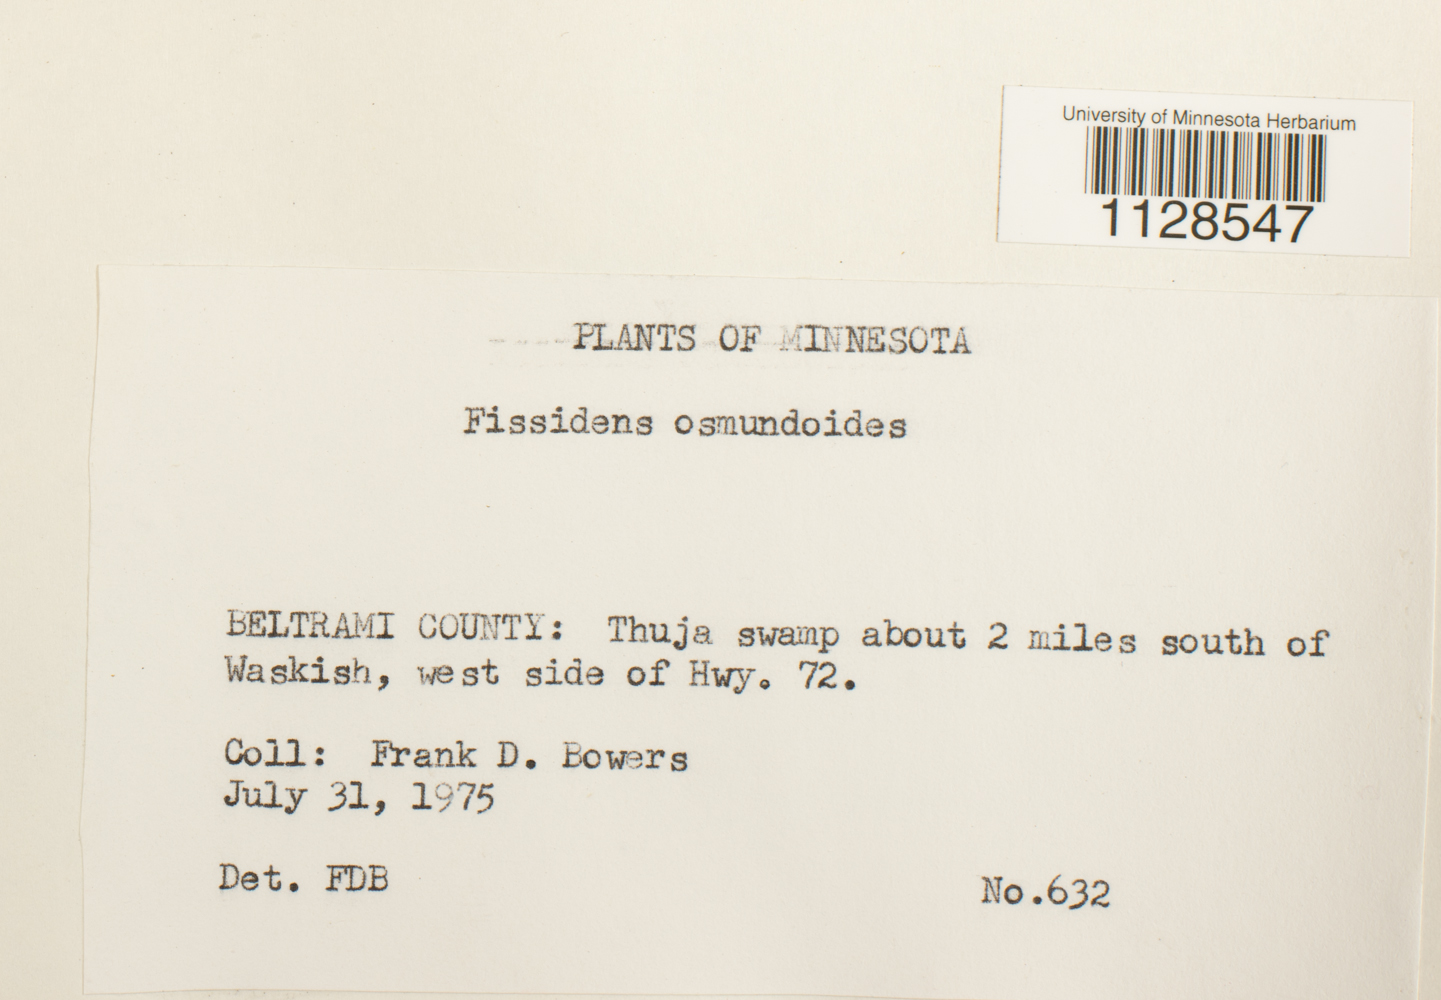 University of Minnesota Herbarium
1128547
PLANTS OF MINNESOTA
Fissidens osmundoides
BELTRAMI COUNTY: Thuja swamp about 2 miles south of
Waskish, west side of Hwy. 72.
Coll: Frank D. Bowers
July 31, 1975
Det. FDB
No.632